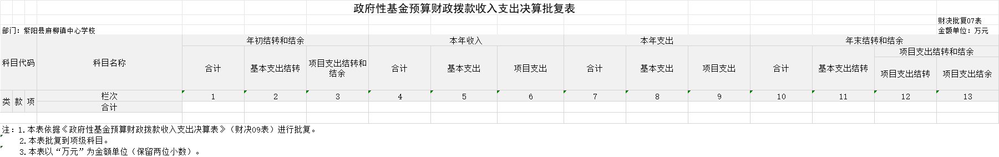 政府性基金预算财政拨款收入支出决算批复表
财决批复07表
部门：紫阳县麻柳镇中心学校 金额单位：万元
科目代码 科目名称 年初结转和结余 本年收入 本年支出 年末结转和结余
合计 基本支出结转 项目支出结转和结余 合计 基本支出 项目支出 合计 基本支出 项目支出 合计 基本支出结转 项目支出结转和结余
项目支出结转 项目支出结余
类 款 项 栏次 1 2 3 4 5 6 7 8 9 10 11 12 13
合计
注：1.本表依据《政府性基金预算财政拨款收入支出决算表》（财决09表）进行批复。
2.本表批复到项级科目。
3.本表以“万元”为金额单位（保留两位小数）。